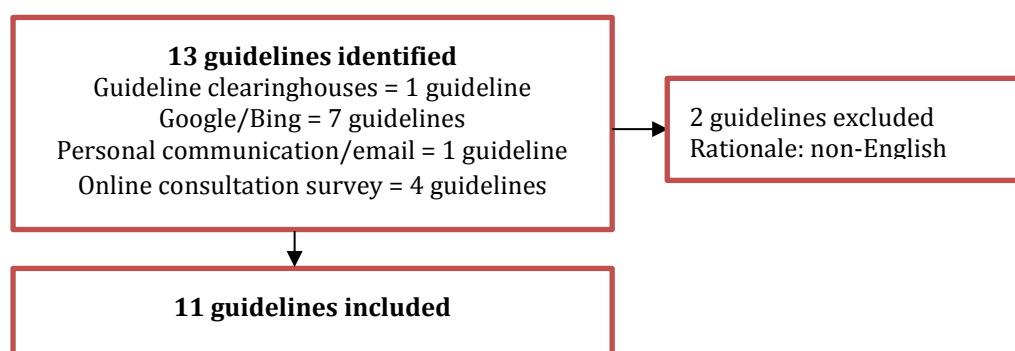 13 guidelines identified
Guideline clearinghouses = 1 guideline
Google/Bing = 7 guidelines
Personal communication/email = 1 guideline
Online consultation survey = 4 guidelines
2 guidelines excluded
Rationale: non-English
11 guidelines included